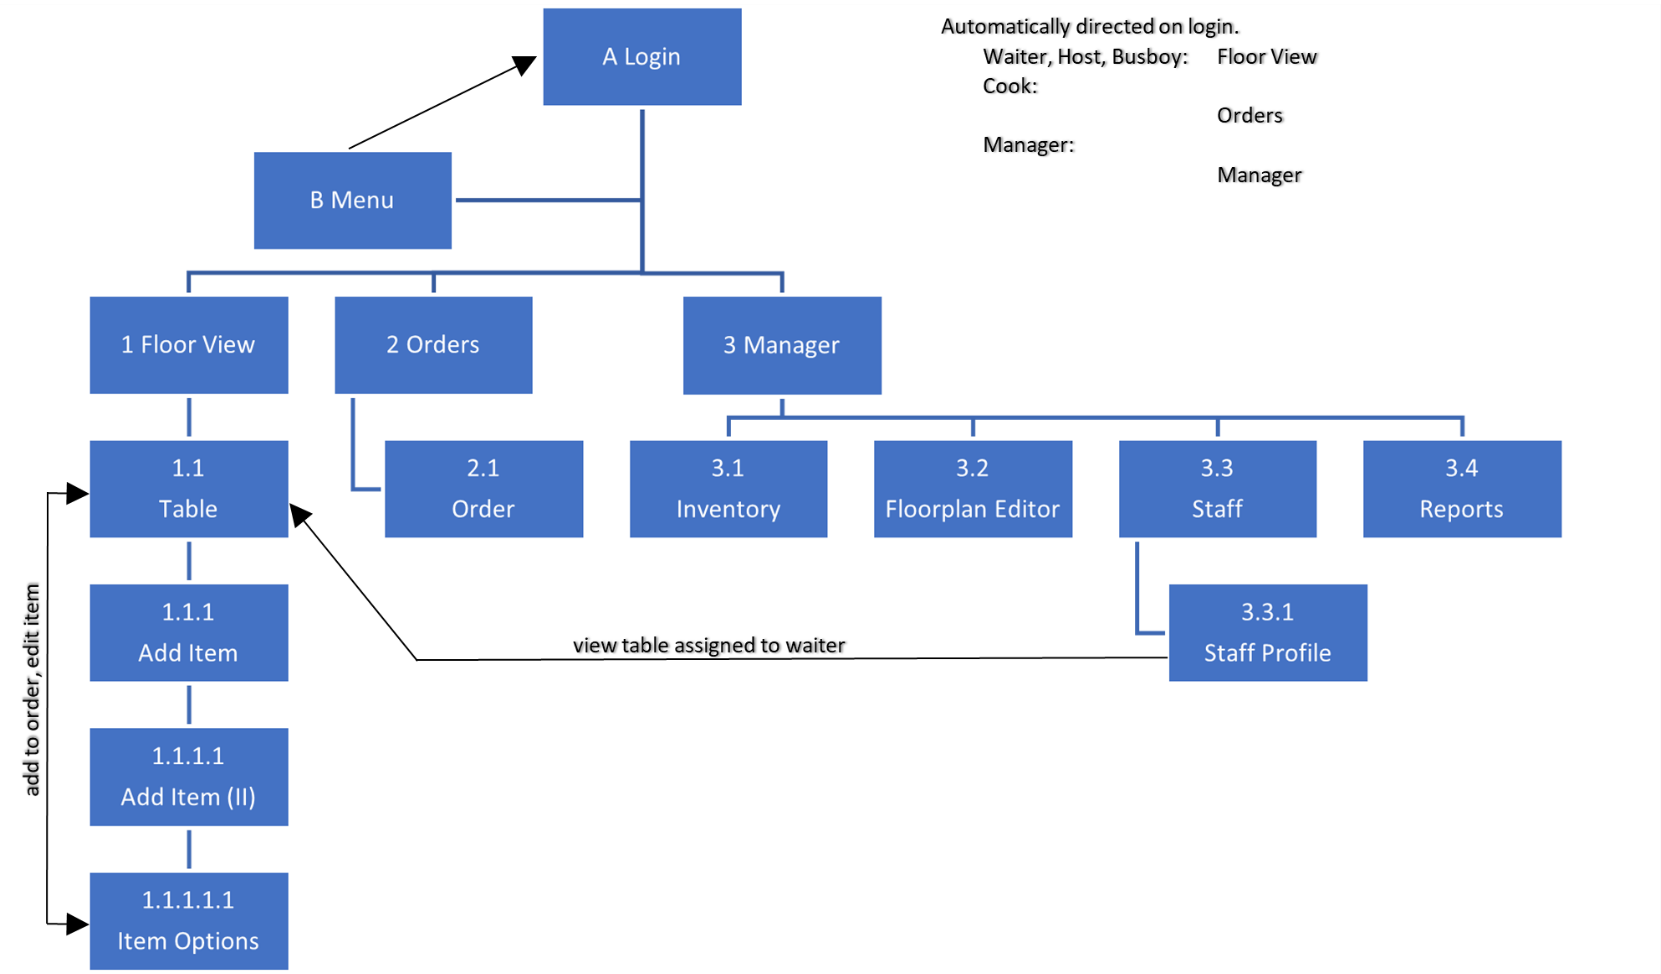 A Login
Automatically directed on login.
Waiter, Host, Busboy: Floor View
Cook:
Orders
Manager:
Manager
B Menu
1 Floor View
2 Orders
3 Manager
1.1
Table
2.1
Order
3.1
Inventory
3.2
Floorplan Editor
3.3
Staff
3.4
Reports
1.1.1
Add Item
3.3.1
Staff Profile
view table assigned to waiter
add to order, edit item
1.1.1.1
Add Item (II)
1.1.1.1.1
Item Options